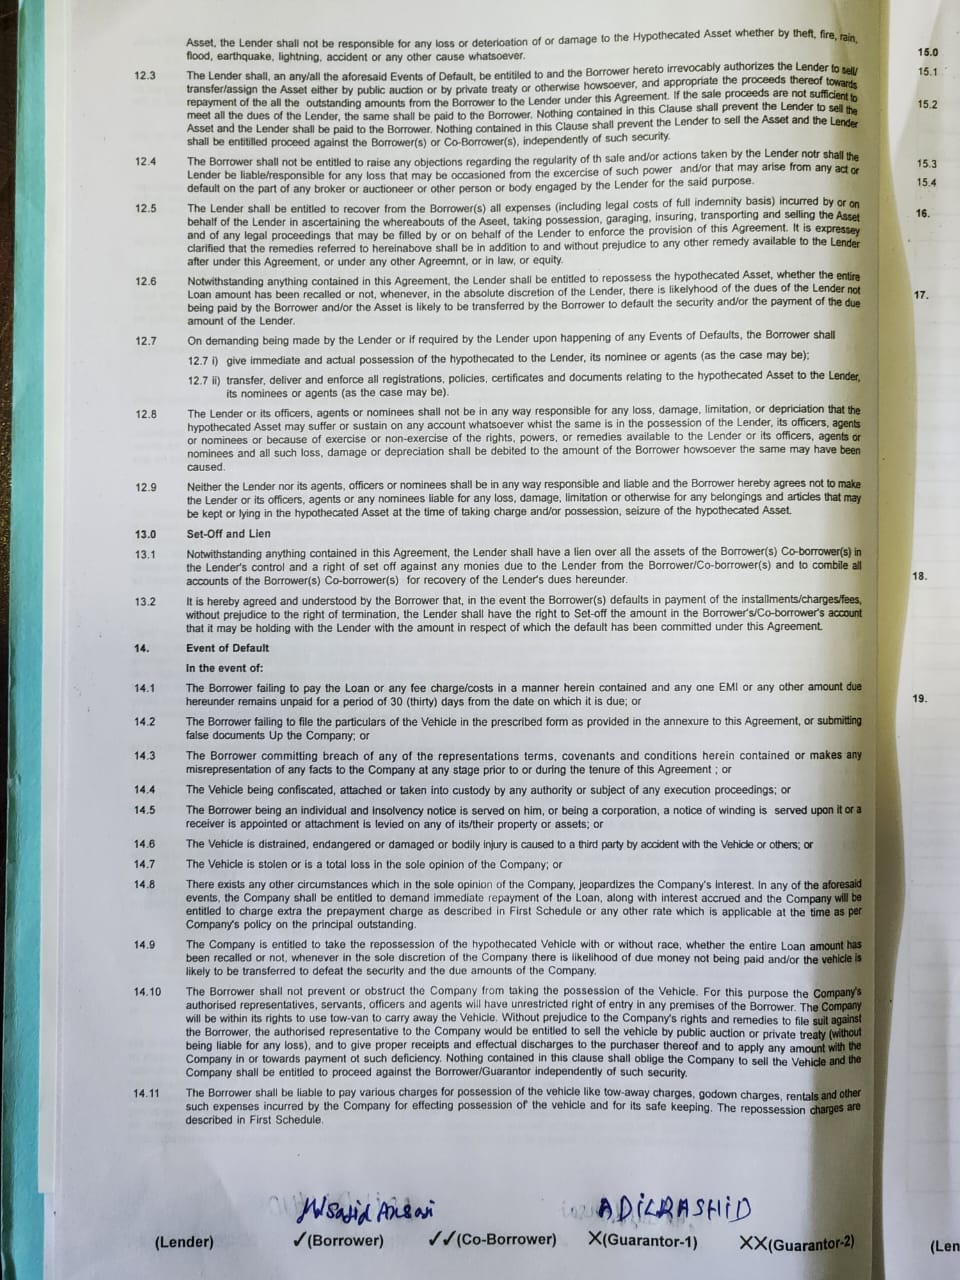 Asset, the Lender shall not be responsible for any loss or deterioation of or damage to the Hypothecated Asset whether by theft, fire, rain,
flood, earthquake, lightning, accident or any other cause whatsoever.
12.3 The Lender shall, an any/all the aforesaid Events of Default, be entitiled to and the Borrower hereto irrevocably authorizes the Lender to sell/
transfer/assign the Asset either by public auction or by private treaty or otherwise howsoever, and appropriate the proceeds thereof towards
repayment of the all the outstanding amounts from the Borrower to the Lender under this Agreement. If the sale proceeds are not sufficient to
meet all the dues of the Lender, the same shall be paid to the Borrower. Nothing contained in this Clause shall prevent the Lender to sell the
Asset and the Lender shall be paid to the Borrower. Nothing contained in this Clause shall prevent the Lender to sell the Asset and the Lender
shall be entitilled proceed against the Borrower(s) or Co-Borrower(s), independently of such security.
12.4 The Borrower shall not be entitled to raise any objections regarding the regularity of th sale and/or actions taken by the Lender notr shall the
Lender be liable/responsible for any loss that may be occasioned from the excercise of such power and/or that may arise from any act or
default on the part of any broker or auctioneer or other person or body engaged by the Lender for the said purpose.
12.5 The Lender shall be entitled to recover from the Borrower(s) all expenses (including legal costs of full indemnity basis) incurred by or on
behalf of the Lender in ascertaining the whereabouts of the Aseet, taking possession, garaging, insuring, transporting and selling the Asset
and of any legal proceedings that may be filled by or on behalf of the Lender to enforce the provision of this Agreement. It is expressey
clarified that the remedies referred to hereinabove shall be in addition to and without prejudice to any other remedy available to the Lender
after under this Agreement, or under any other Agreemnt, or in law, or equity.
12.6 Notwithstanding anything contained in this Agreement, the Lender shall be entitled to repossess the hypothecated Asset, whether the entire
Loan amount has been recalled or not, whenever, in the absolute discretion of the Lender, there is likelyhood of the dues of the Lender not
being paid by the Borrower and/or the Asset is likely to be transferred by the Borrower to default the security and/or the payment of the due
amount of the Lender.
12.7 On demanding being made by the Lender or if required by the Lender upon happening of any Events of Defaults, the Borrower shall
12.7 i) give immediate and actual possession of the hypothecated to the Lender, its nominee or agents (as the case may be);
12.7 ii) transfer, deliver and enforce all registrations, policies, certificates and documents relating to the hypothecated Asset to the Lender,
its nominees or agents (as the case may be).
12.8 The Lender or its officers, agents or nominees shall not be in any way responsible for any loss, damage, limitation, or depriciation that the
hypothecated Asset may suffer or sustain on any account whatsoever whist the same is in the possession of the Lender, its officers, agents
or nominees or because of exercise or non-exercise of the rights, powers, or remedies available to the Lender or its officers, agents or
nominees and all such loss, damage or depreciation shall be debited to the amount of the Borrower howsoever the same may have been
caused.
12.9 Neither the Lender nor its agents, officers or nominees shall be in any way responsible and liable and the Borrower hereby agrees not to make
the Lender or its officers, agents or any nominees liable for any loss, damage, limitation or otherwise for any belongings and articles that may
be kept or lying in the hypothecated Asset at the time of taking charge and/or possession, seizure of the hypothecated Asset.
13.0 Set-Off and Lien
13.1 Notwithstanding anything contained in this Agreement, the Lender shall have a lien over all the assets of the Borrower(s) Co-borrower(s) in
the Lender's control and a right of set off against any monies due to the Lender from the Borrower/Co-borrower(s) and to combile all
accounts of the Borrower(s) Co-borrower(s) for recovery of the Lender's dues hereunder.
13.2 It is hereby agreed and understood by the Borrower that, in the event the Borrower(s) defaults in payment of the installments/charges/fees,
without prejudice to the right of termination, the Lender shall have the right to Set-off the amount in the Borrower's/Co-borrower's account
that it may be holding with the Lender with the amount in respect of which the default has been committed under this Agreement.
14. Event of Default
In the event of:
14.1 The Borrower failing to pay the Loan or any fee charge/costs in a manner herein contained and any one EMI or any other amount due
hereunder remains unpaid for a period of 30 (thirty) days from the date on which it is due; or
14.2 The Borrower failing to file the particulars of the Vehicle in the prescribed form as provided in the annexure to this Agreement, or submitting
false documents Up the Company; or
14.3 The Borrower committing breach of any of the representations terms, covenants and conditions herein contained or makes any
misrepresentation of any facts to the Company at any stage prior to or during the tenure of this Agreement ; or
14.4 The Vehicle being confiscated, attached or taken into custody by any authority or subject of any execution proceedings; or
14.5 The Borrower being an individual and insolvency notice is served on him, or being a corporation, a notice of winding is served upon it or a
receiver is appointed or attachment is levied on any of its/their property or assets; or
14.6 The Vehicle is distrained, endangered or damaged or bodily injury is caused to a third party by accident with the Vehicle or others; or
14.7 The Vehicle is stolen or is a total loss in the sole opinion of the Company; or
14.8 There exists any other circumstances which in the sole opinion of the Company, jeopardizes the Company's Interest. In any of the aforesaid
events, the Company shall be entitled to demand immediate repayment of the Loan, along with interest accrued and the Company will be
entitled to charge extra the prepayment charge as described in First Schedule or any other rate which is applicable at the time as per
Company's policy on the principal outstanding.
14.9 The Company is entitled to take the repossession of the hypothecated Vehicle with or without race, whether the entire Loan amount has
been recalled or not, whenever in the sole discretion of the Company there is likelihood of due money not being paid and/or the vehicle is
likely to be transferred to defeat the security and the due amounts of the Company.
14.10 The Borrower shall not prevent or obstruct the Company from taking the possession of the Vehicle. For this purpose the Company's
authorised representatives, servants, officers and agents will have unrestricted right of entry in any premises of the Borrower. The Company
will be within its rights to use tow-van to carry away the Vehicle. Without prejudice to the Company's rights and remedies to file suit against
the Borrower, the authorised representative to the Company would be entitled to sell the vehicle by public auction or private treaty (without
being liable for any loss), and to give proper receipts and effectual discharges to the purchaser thereof and to apply any amount with the
Company in or towards payment ot such deficiency. Nothing contained in this clause shall oblige the Company to sell the Vehicle and the
Company shall be entitled to proceed against the Borrower/Guarantor independently of such security.
14.11 The Borrower shall be liable to pay various charges for possession of the vehicle like tow-away charges, godown charges, rentals and other
such expenses incurred by the Company for effecting possession of the vehicle and for its safe keeping. The repossession charges are
described in First Schedule.
Sajid Ansari ADILRASHID
(Lender) ✓(Borrower) ✓✓(Co-Borrower) X(Guarantor-1) XX(Guarantor-2)
15.0
15.1
15.2
15.3
15.4
16.
17.
18.
19.
(Len